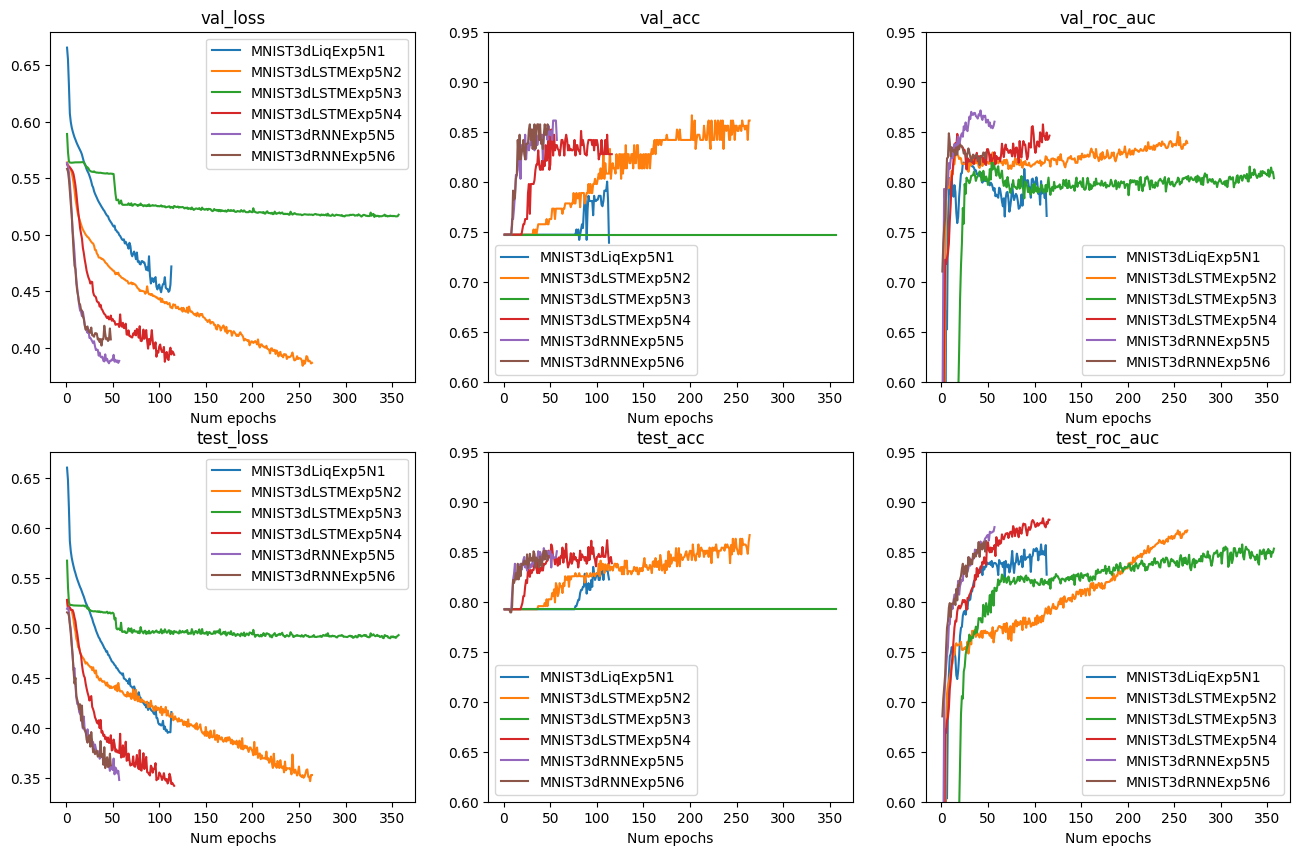 val_loss
0.65
0.60
0.55
0.50
0.45
0.40
MNIST3dLiqExp5N1
MNIST3dLSTMExp5N2
MNIST3dLSTMExp5N3
MNIST3dLSTMExp5N4
MNIST3dRNNExp5N5
MNIST3dRNNExp5N6
0 50 100 150 200 250 300 350
Num epochs
val_acc
0.95
0.90
0.85
0.80
0.75
0.70
0.65
0.60
MNIST3dLiqExp5N1
MNIST3dLSTMExp5N2
MNIST3dLSTMExp5N3
MNIST3dLSTMExp5N4
MNIST3dRNNExp5N5
MNIST3dRNNExp5N6
0 50 100 150 200 250 300 350
Num epochs
val_roc_auc
0.95
0.90
0.85
0.80
0.75
0.70
0.65
0.60
MNIST3dLiqExp5N1
MNIST3dLSTMExp5N2
MNIST3dLSTMExp5N3
MNIST3dLSTMExp5N4
MNIST3dRNNExp5N5
MNIST3dRNNExp5N6
0 50 100 150 200 250 300 350
Num epochs
test_loss
0.65
0.60
0.55
0.50
0.45
0.40
0.35
MNIST3dLiqExp5N1
MNIST3dLSTMExp5N2
MNIST3dLSTMExp5N3
MNIST3dLSTMExp5N4
MNIST3dRNNExp5N5
MNIST3dRNNExp5N6
0 50 100 150 200 250 300 350
Num epochs
test_acc
0.95
0.90
0.85
0.80
0.75
0.70
0.65
0.60
MNIST3dLiqExp5N1
MNIST3dLSTMExp5N2
MNIST3dLSTMExp5N3
MNIST3dLSTMExp5N4
MNIST3dRNNExp5N5
MNIST3dRNNExp5N6
0 50 100 150 200 250 300 350
Num epochs
test_roc_auc
0.95
0.90
0.85
0.80
0.75
0.70
0.65
0.60
MNIST3dLiqExp5N1
MNIST3dLSTMExp5N2
MNIST3dLSTMExp5N3
MNIST3dLSTMExp5N4
MNIST3dRNNExp5N5
MNIST3dRNNExp5N6
0 50 100 150 200 250 300 350
Num epochs